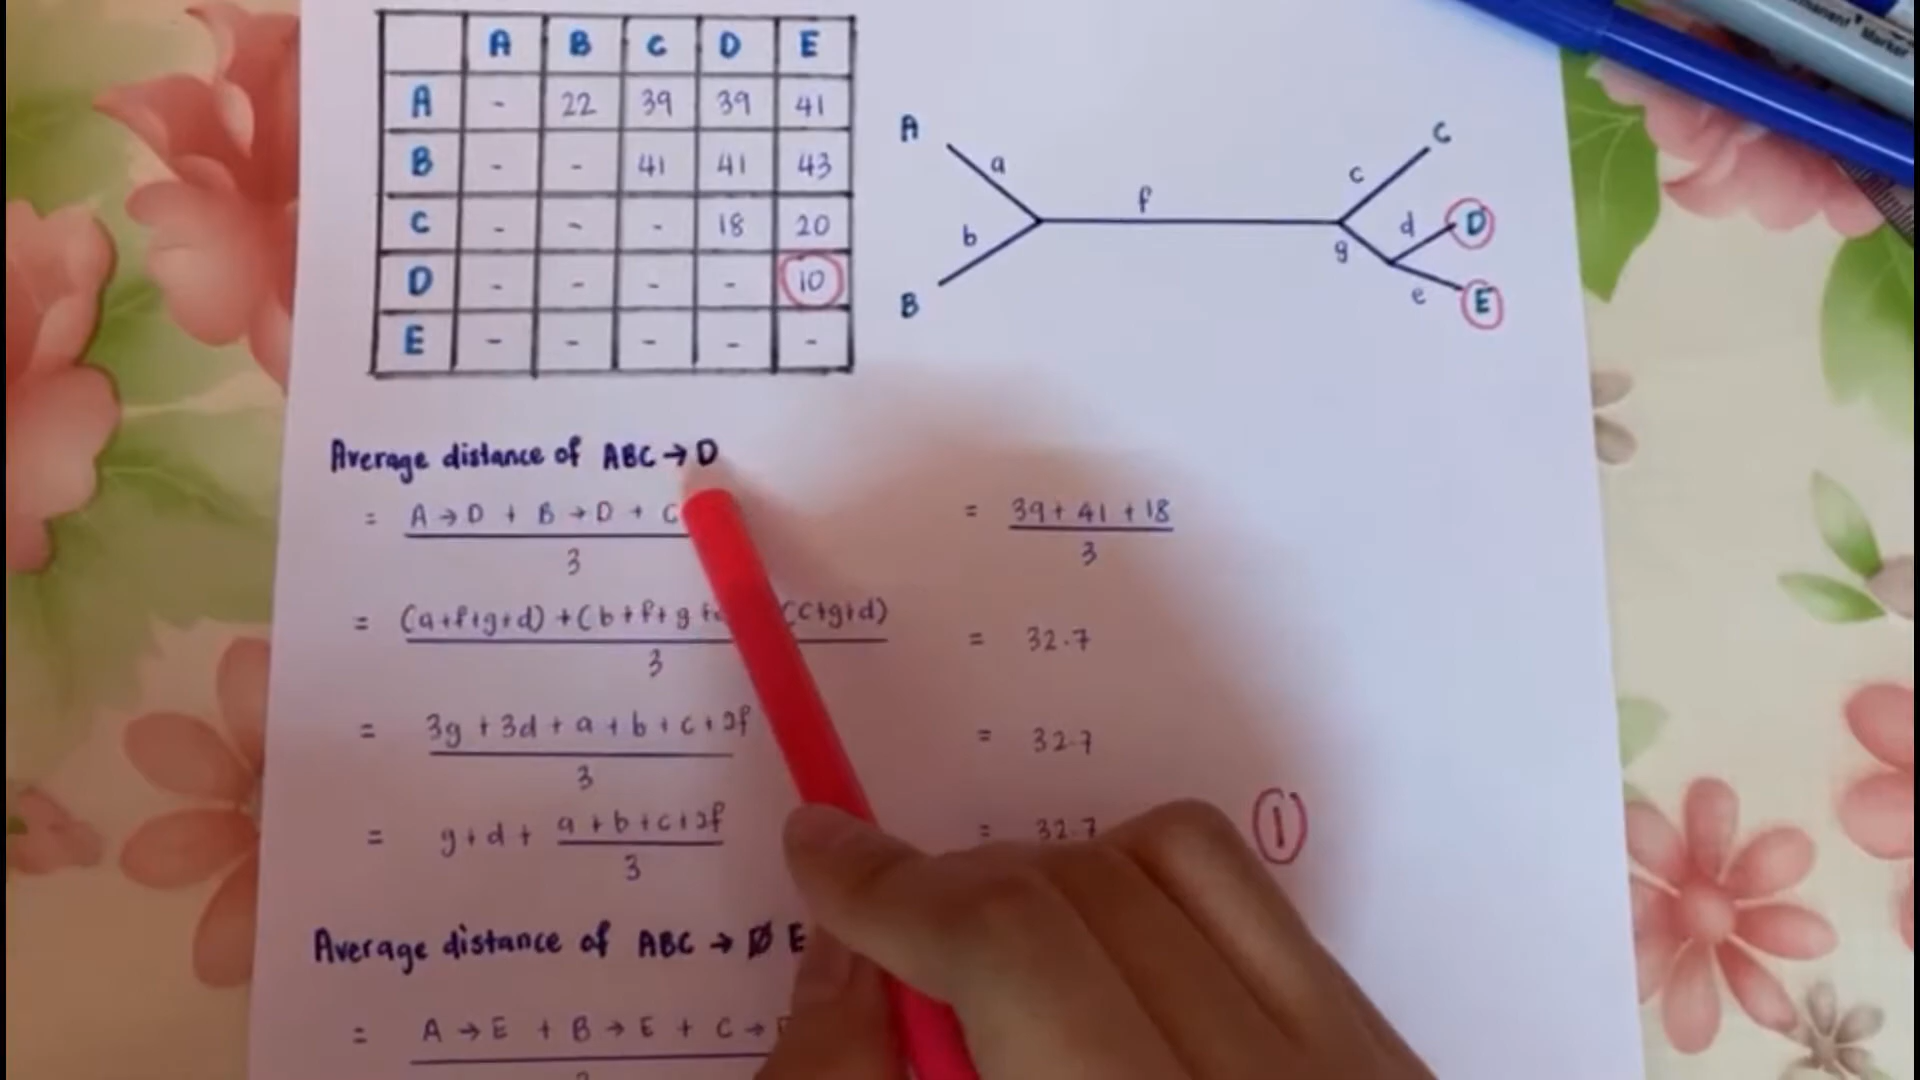 A B C D E
A - 22 39 39 41
B - - 41 41 43
C - - - 18 20
D - - - - 10
E - - - - -
A a f c C
b g d D
B e E
Average distance of ABC → D
= A → D + B → D + C = 39 + 41 + 18
3 3
= (a+f+g+d) + (b+f+g+ (c+g+d) = 32.7
3
= 3g + 3d + a + b + c + 2f = 32.7
3
= g + d + a + b + c + 2f = 32.7 1
3
Average distance of ABC → E
= A → E + B → E + C →
Marker